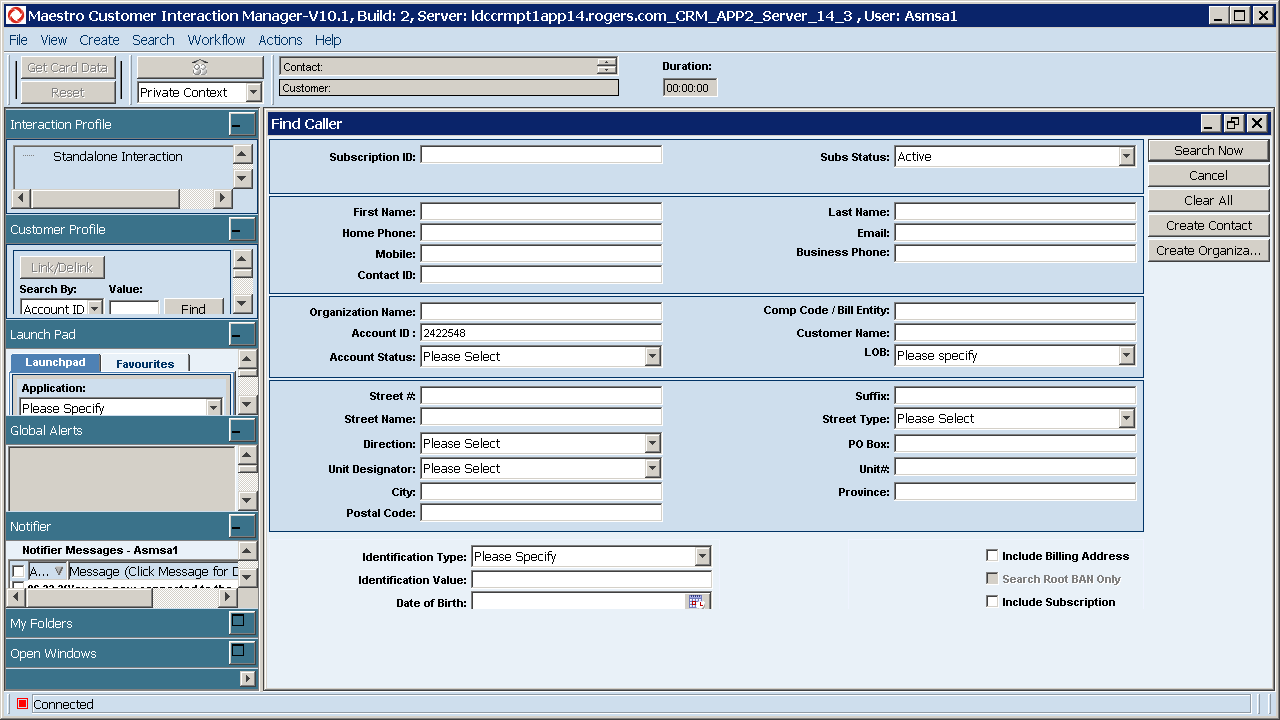 Maestro Customer Interaction Manager-V10.1, Build: 2, Server: ldccrmpt1app14.rogers.com_CRM_APP2_Server_14_3 , User: Asmsa1
File View Create Search Workflow Actions Help
Get Card Data
Reset
Private Context
Contact:
Customer:
Duration:
00:00:00
Interaction Profile
Standalone Interaction
Customer Profile
Link/Delink
Search By: Value:
Account ID Find
Launch Pad
Launchpad Favourites
Application:
Please Specify
Global Alerts
Notifier
Notifier Messages - Asmsa1
A... Message (Click Message for D
My Folders
Open Windows
Find Caller
Subscription ID: Subs Status: Active
First Name: Last Name:
Home Phone: Email:
Mobile: Business Phone:
Contact ID:
Organization Name: Comp Code / Bill Entity:
Account ID : 2422548 Customer Name:
Account Status: Please Select LOB: Please specify
Street #: Suffix:
Street Name: Street Type: Please Select
Direction: Please Select PO Box:
Unit Designator: Please Select Unit#:
City: Province:
Postal Code:
Identification Type: Please Specify Include Billing Address
Identification Value: Search Root BAN Only
Date of Birth: Include Subscription
Search Now
Cancel
Clear All
Create Contact
Create Organiza...
Connected